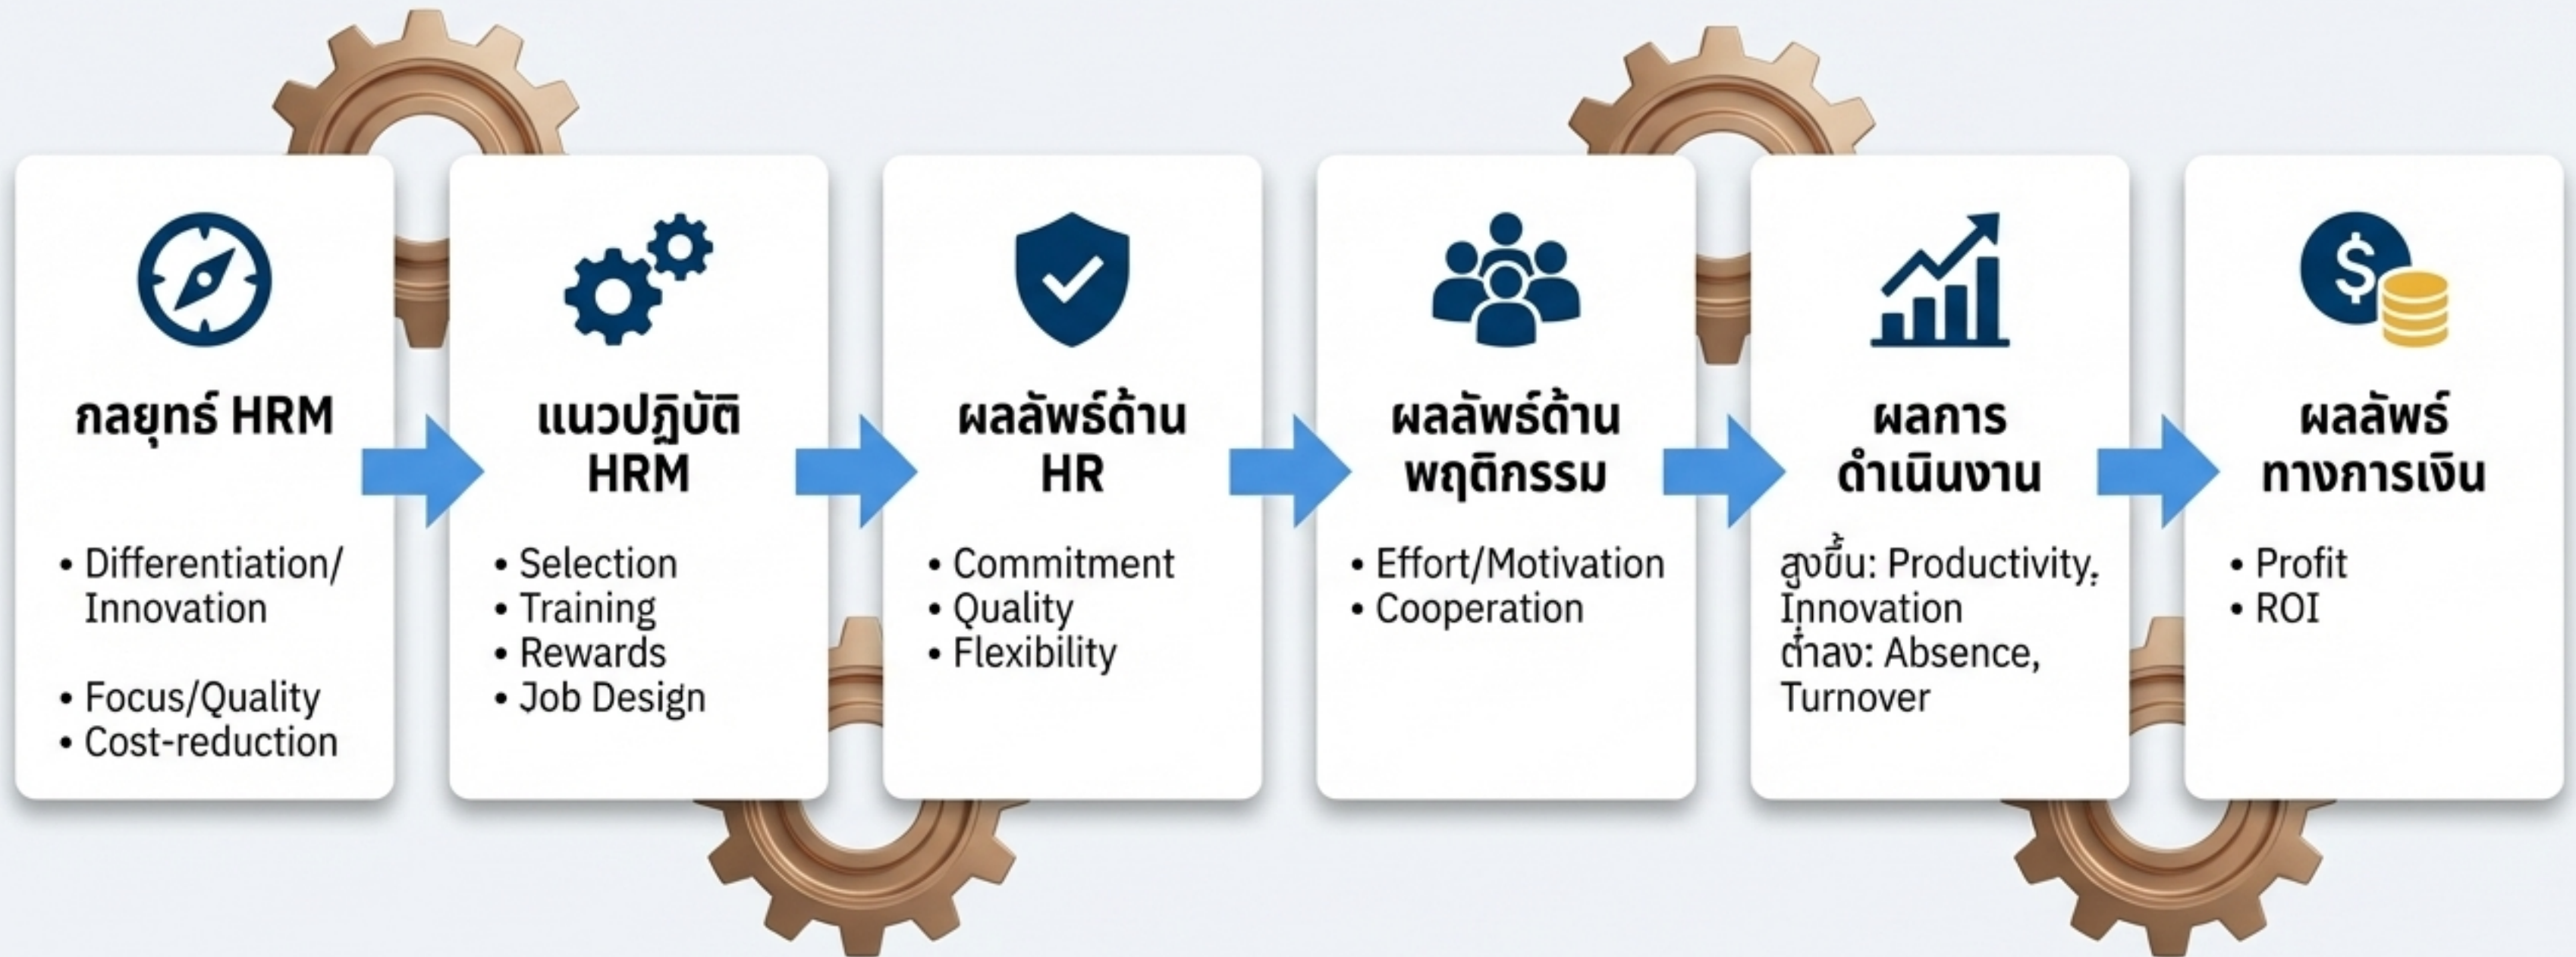 กลยุทธ์ HRM
• Differentiation/
Innovation
• Focus/Quality
• Cost-reduction
แนวปฏิบัติ
HRM
• Selection
• Training
• Rewards
• Job Design
ผลลัพธ์ด้าน
HR
• Commitment
• Quality
• Flexibility
ผลลัพธ์ด้าน
พฤติกรรม
• Effort/Motivation
• Cooperation
ผลการ
ดำเนินงาน
สูงขึ้น: Productivity,
Innovation
ต่ำลง: Absence,
Turnover
ผลลัพธ์
ทางการเงิน
• Profit
• ROI